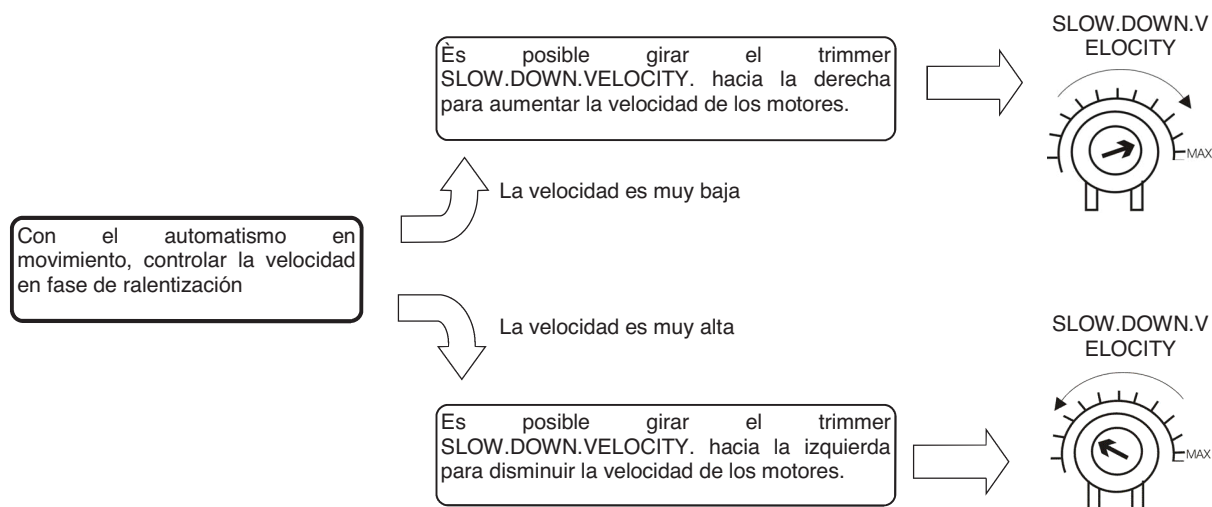 SLOW.DOWN.V
ELOCITY
Ès posible girar el trimmer
SLOW.DOWN.VELOCITY. hacia la derecha
para aumentar la velocidad de los motores.
MAX
La velocidad es muy baja
Con el automatismo en
movimiento, controlar la velocidad
en fase de ralentización
La velocidad es muy alta
SLOW.DOWN.V
ELOCITY
Es posible girar el trimmer
SLOW.DOWN.VELOCITY. hacia la izquierda
para disminuir la velocidad de los motores.
MAX